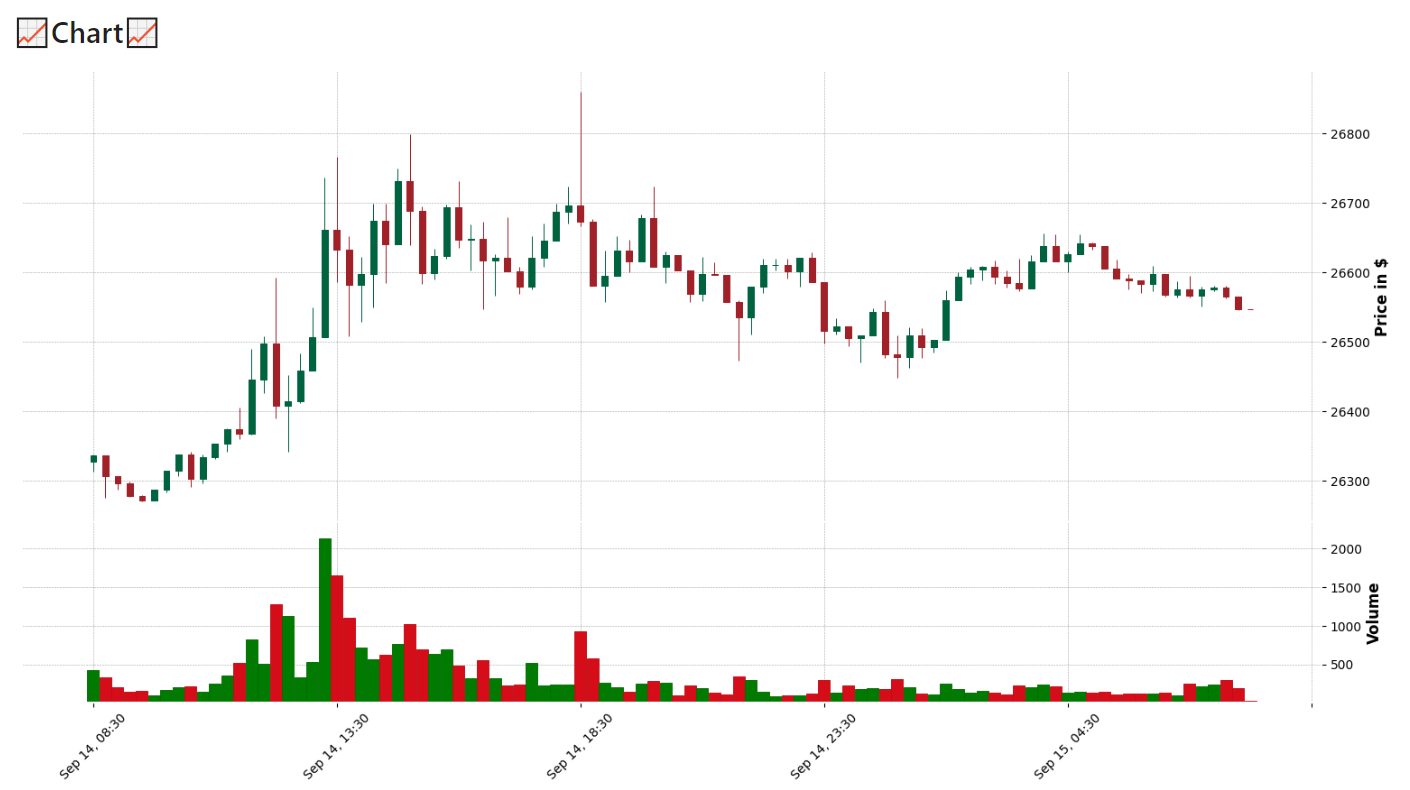 Chart
26800
26700
26600
26500
26400
26300
Price in $
2000
1500
1000
500
Volume
Sep 14, 08:30
Sep 14, 13:30
Sep 14, 18:30
Sep 14, 23:30
Sep 15, 04:30